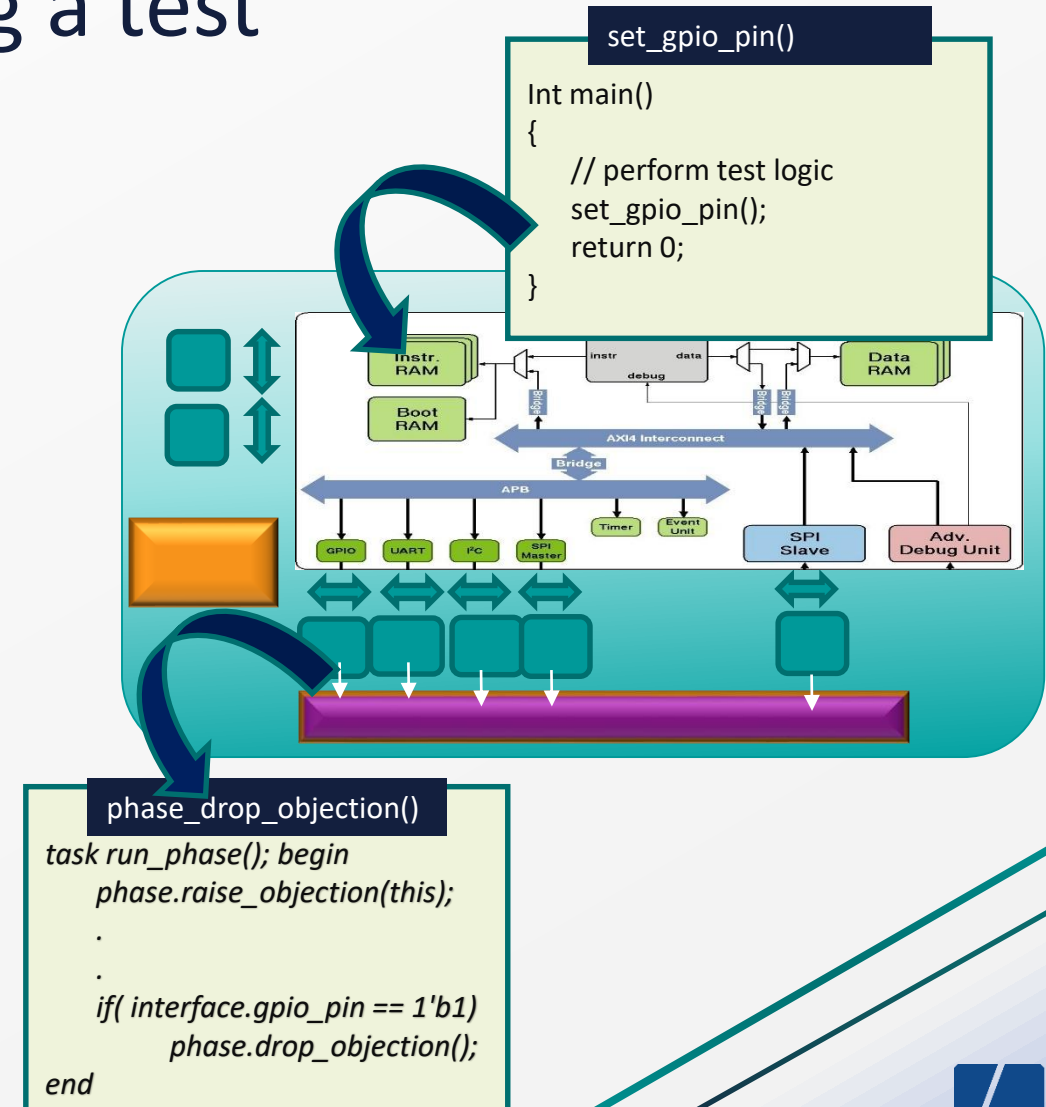 g a test
set_gpio_pin()
Int main()
{
// perform test logic
set_gpio_pin();
return 0;
}
Instr.
RAM
instr data
debug
Data
RAM
Boot
RAM
Bridge
Bridge
Bridge
AXI4 Interconnect
Bridge
APB
GPIO
UART
I²C
SPI
Master
Timer
Event
Unit
SPI
Slave
Adv.
Debug Unit
phase_drop_objection()
task run_phase(); begin
phase.raise_objection(this);
.
.
if( interface.gpio_pin == 1'b1)
phase.drop_objection();
end